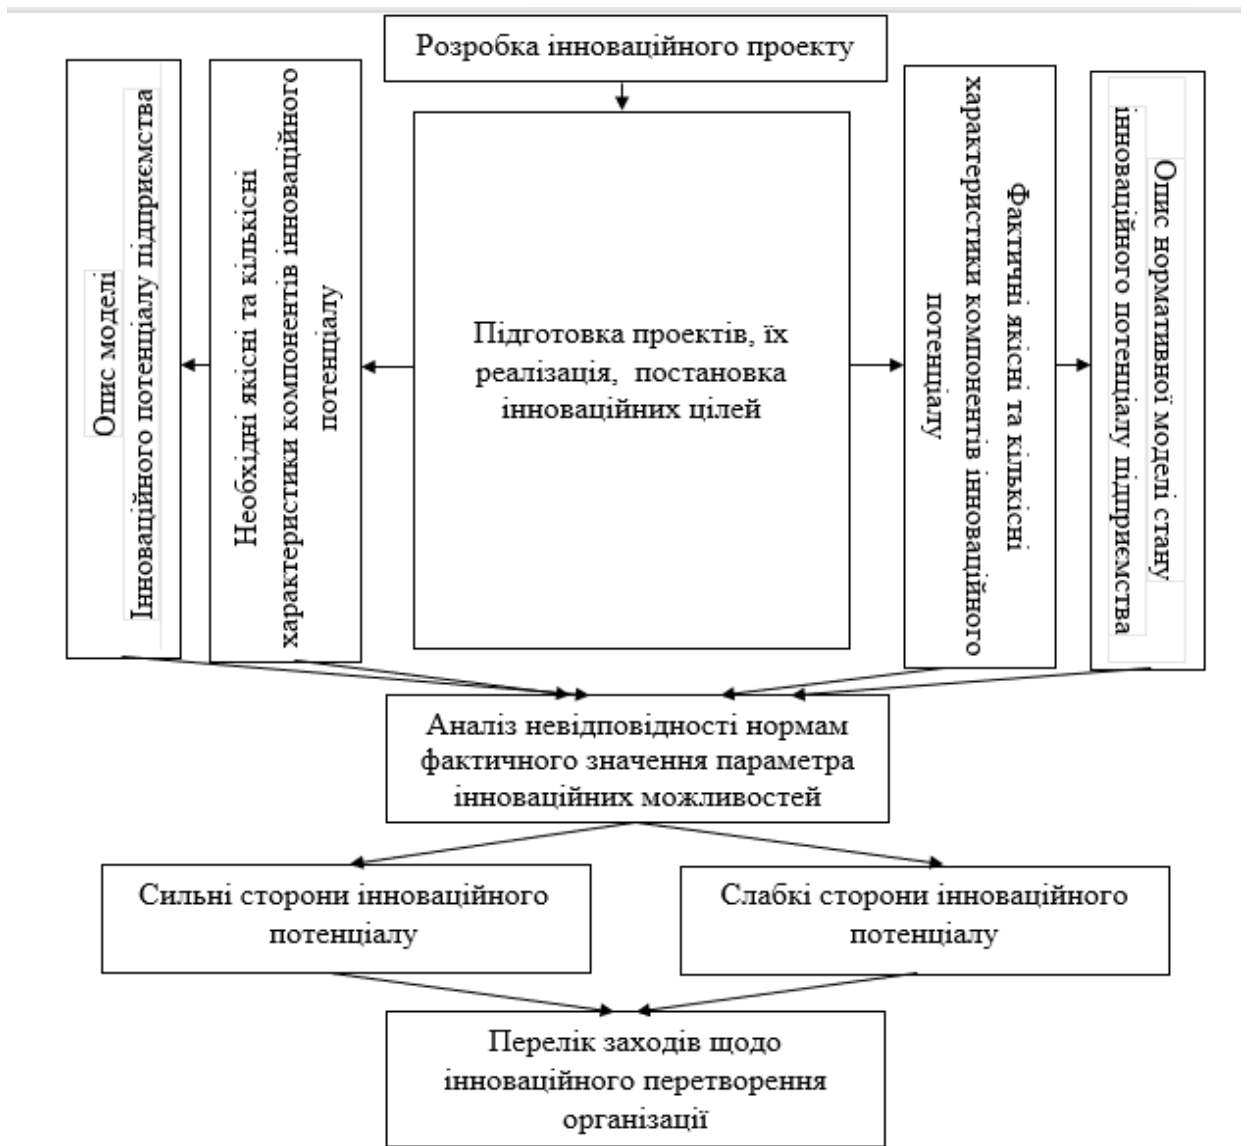 Розробка інноваційного проекту
Опис моделі
Інноваційного потенціалу підприємства
Необхідні якісні та кількісні
характеристики компонентів інноваційного
потенціалу
Підготовка проектів, їх
реалізація, постановка
інноваційних цілей
Фактичні якісні та кількісні
характеристики компонентів інноваційного
потенціалу
Опис нормативної моделі стану
інноваційного потенціалу підприємства
Аналіз невідповідності нормам
фактичного значення параметра
інноваційних можливостей
Сильні сторони інноваційного
потенціалу
Слабкі сторони інноваційного
потенціалу
Перелік заходів щодо
інноваційного перетворення
організації